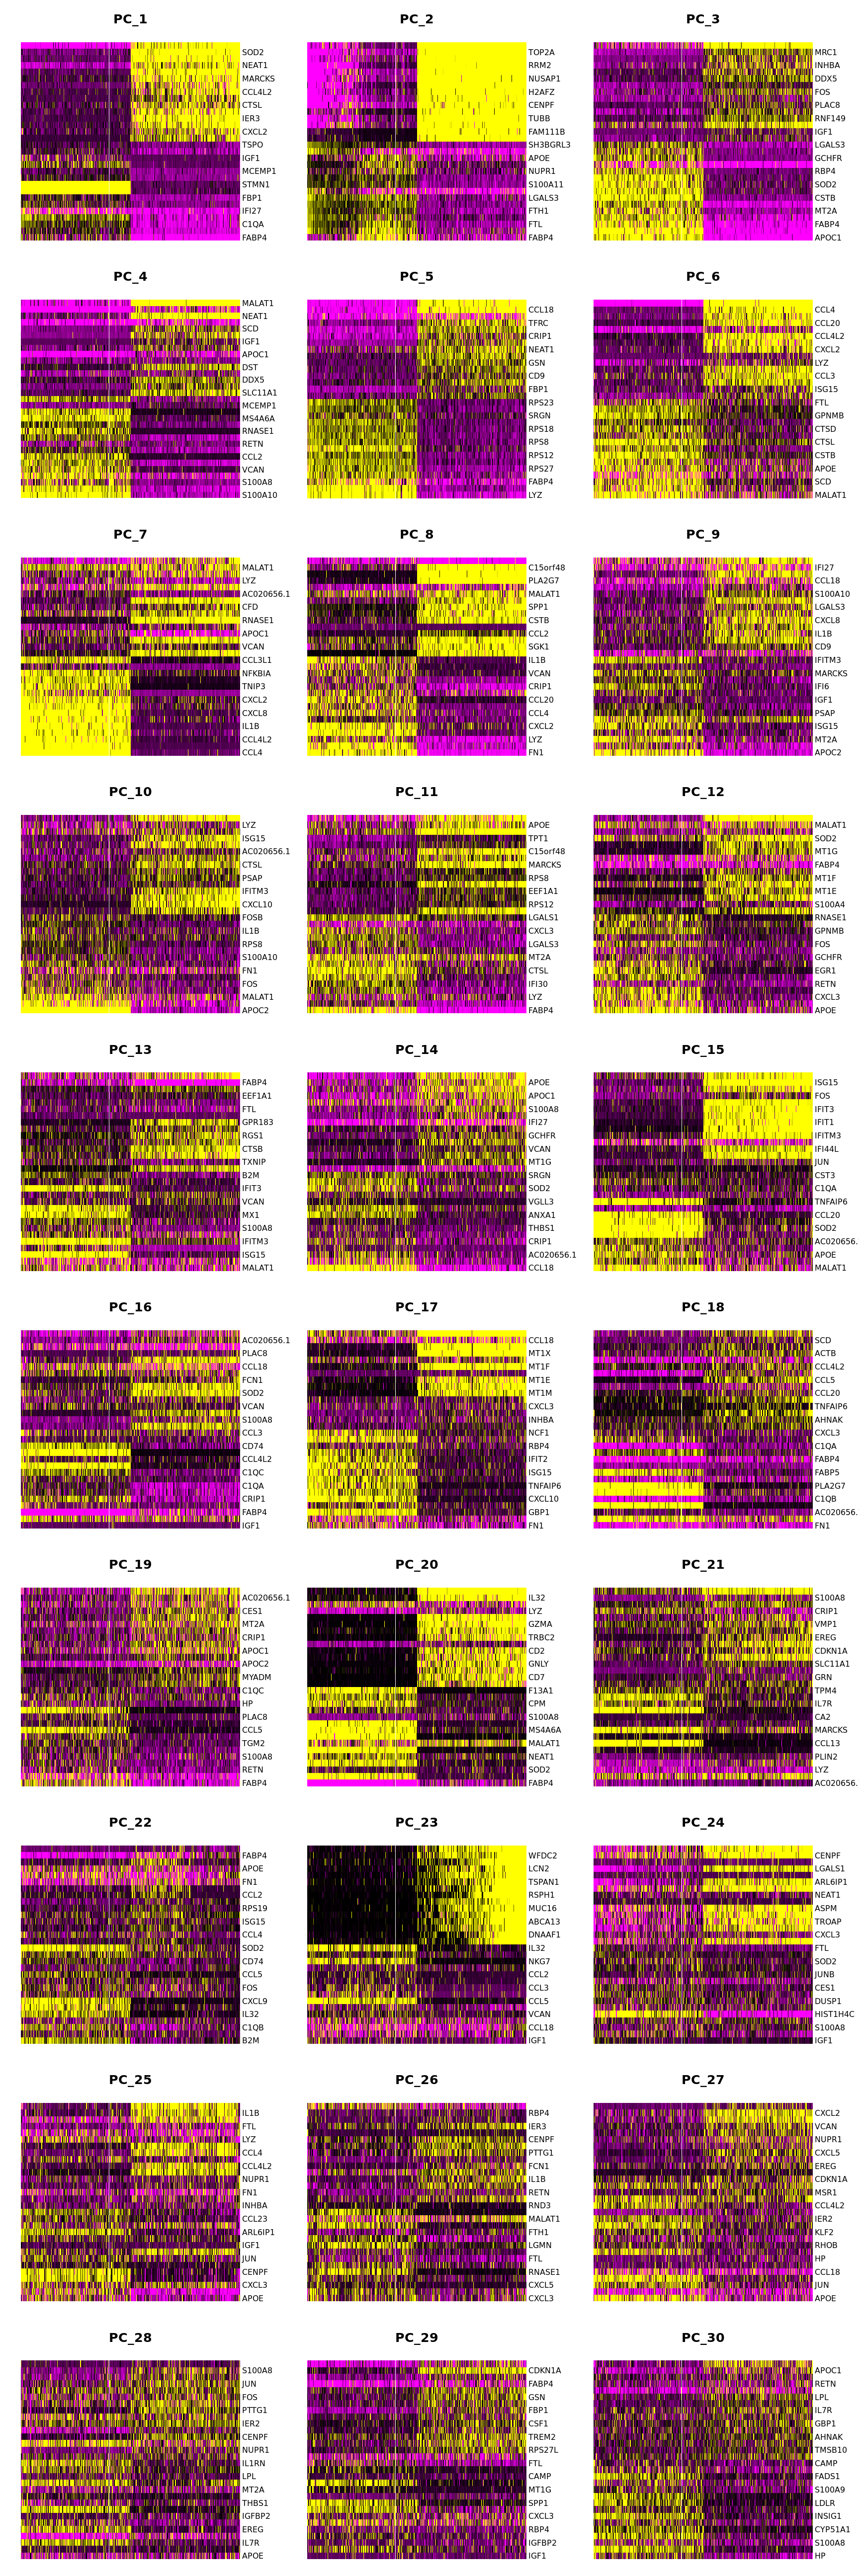 PC_1
SOD2
NEAT1
MARCKS
CCL4L2
CTSL
IER3
CXCL2
TSPO
IGF1
MCEMP1
STMN1
FBP1
IFI27
C1QA
FABP4
PC_2
TOP2A
RRM2
NUSAP1
H2AFZ
CENPF
TUBB
FAM111B
SH3BGRL3
APOE
NUPR1
S100A11
LGALS3
FTH1
FTL
FABP4
PC_3
MRC1
INHBA
DDX5
FOS
PLAC8
RNF149
IGF1
LGALS3
GCHFR
RBP4
SOD2
CSTB
MT2A
FABP4
APOC1
PC_4
MALAT1
NEAT1
SCD
IGF1
APOC1
DST
DDX5
SLC11A1
MCEMP1
MS4A6A
RNASE1
RETN
CCL2
VCAN
S100A8
S100A10
PC_5
CCL18
TFRC
CRIP1
NEAT1
GSN
CD9
FBP1
RPS23
SRGN
RPS18
RPS8
RPS12
RPS27
FABP4
LYZ
PC_6
CCL4
CCL20
CCL4L2
CXCL2
LYZ
CCL3
ISG15
FTL
GPNMB
CTSD
CTSL
CSTB
APOE
SCD
MALAT1
PC_7
MALAT1
LYZ
AC020656.1
CFD
RNASE1
APOC1
VCAN
CCL3L1
NFKBIA
TNIP3
CXCL2
CXCL8
IL1B
CCL4L2
CCL4
PC_8
C15orf48
PLA2G7
MALAT1
SPP1
CSTB
CCL2
SGK1
IL1B
VCAN
CRIP1
CCL20
CCL4
CXCL2
LYZ
FN1
PC_9
IFI27
CCL18
S100A10
LGALS3
CXCL8
IL1B
CD9
IFITM3
MARCKS
IFI6
IGF1
PSAP
ISG15
MT2A
APOC2
PC_10
LYZ
ISG15
AC020656.1
CTSL
PSAP
IFITM3
CXCL10
FOSB
IL1B
RPS8
S100A10
FN1
FOS
MALAT1
APOC2
PC_11
APOE
TPT1
C15orf48
MARCKS
RPS8
EEF1A1
RPS12
LGALS1
CXCL3
LGALS3
MT2A
CTSL
IFI30
LYZ
FABP4
PC_12
MALAT1
SOD2
MT1G
FABP4
MT1F
MT1E
S100A4
RNASE1
GPNMB
FOS
GCHFR
EGR1
RETN
CXCL3
APOE
PC_13
FABP4
EEF1A1
FTL
GPR183
RGS1
CTSB
TXNIP
B2M
IFIT3
VCAN
MX1
S100A8
IFITM3
ISG15
MALAT1
PC_14
APOE
APOC1
S100A8
IFI27
GCHFR
VCAN
MT1G
SRGN
SOD2
VGLL3
ANXA1
THBS1
CRIP1
AC020656.1
CCL18
PC_15
ISG15
FOS
IFIT3
IFIT1
IFITM3
IFI44L
JUN
CST3
C1QA
TNFAIP6
CCL20
SOD2
AC020656.
APOE
MALAT1
PC_16
AC020656.1
PLAC8
CCL18
FCN1
SOD2
VCAN
S100A8
CCL3
CD74
CCL4L2
C1QC
C1QA
CRIP1
FABP4
IGF1
PC_17
CCL18
MT1X
MT1F
MT1E
MT1M
CXCL3
INHBA
NCF1
RBP4
IFIT2
ISG15
TNFAIP6
CXCL10
GBP1
FN1
PC_18
SCD
ACTB
CCL4L2
CCL5
CCL20
TNFAIP6
AHNAK
CXCL3
C1QA
FABP4
FABP5
PLA2G7
C1QB
AC020656.
FN1
PC_19
AC020656.1
CES1
MT2A
CRIP1
APOC1
APOC2
MYADM
C1QC
HP
PLAC8
CCL5
TGM2
S100A8
RETN
FABP4
PC_20
IL32
LYZ
GZMA
TRBC2
CD2
GNLY
CD7
F13A1
CPM
S100A8
MS4A6A
MALAT1
NEAT1
SOD2
FABP4
PC_21
S100A8
CRIP1
VMP1
EREG
CDKN1A
SLC11A1
GRN
TPM4
IL7R
CA2
MARCKS
CCL13
PLIN2
LYZ
AC020656.
PC_22
FABP4
APOE
FN1
CCL2
RPS19
ISG15
CCL4
SOD2
CD74
CCL5
FOS
CXCL9
IL32
C1QB
B2M
PC_23
WFDC2
LCN2
TSPAN1
RSPH1
MUC16
ABCA13
DNAAF1
IL32
NKG7
CCL2
CCL3
CCL5
VCAN
CCL18
IGF1
PC_24
CENPF
LGALS1
ARL6IP1
NEAT1
ASPM
TROAP
CXCL3
FTL
SOD2
JUNB
CES1
DUSP1
HIST1H4C
S100A8
IGF1
PC_25
IL1B
FTL
LYZ
CCL4
CCL4L2
NUPR1
FN1
INHBA
CCL23
ARL6IP1
IGF1
JUN
CENPF
CXCL3
APOE
PC_26
RBP4
IER3
CENPF
PTTG1
FCN1
IL1B
RETN
RND3
MALAT1
FTH1
LGMN
FTL
RNASE1
CXCL5
CXCL3
PC_27
CXCL2
VCAN
NUPR1
CXCL5
EREG
CDKN1A
MSR1
CCL4L2
IER2
KLF2
RHOB
HP
CCL18
JUN
APOE
PC_28
S100A8
JUN
FOS
PTTG1
IER2
CENPF
NUPR1
IL1RN
LPL
MT2A
THBS1
IGFBP2
EREG
IL7R
APOE
PC_29
CDKN1A
FABP4
GSN
FBP1
CSF1
TREM2
RPS27L
FTL
CAMP
MT1G
SPP1
CXCL3
RBP4
IGFBP2
IGF1
PC_30
APOC1
RETN
LPL
IL7R
GBP1
AHNAK
TMSB10
CAMP
FADS1
S100A9
LDLR
INSIG1
CYP51A1
S100A8
HP